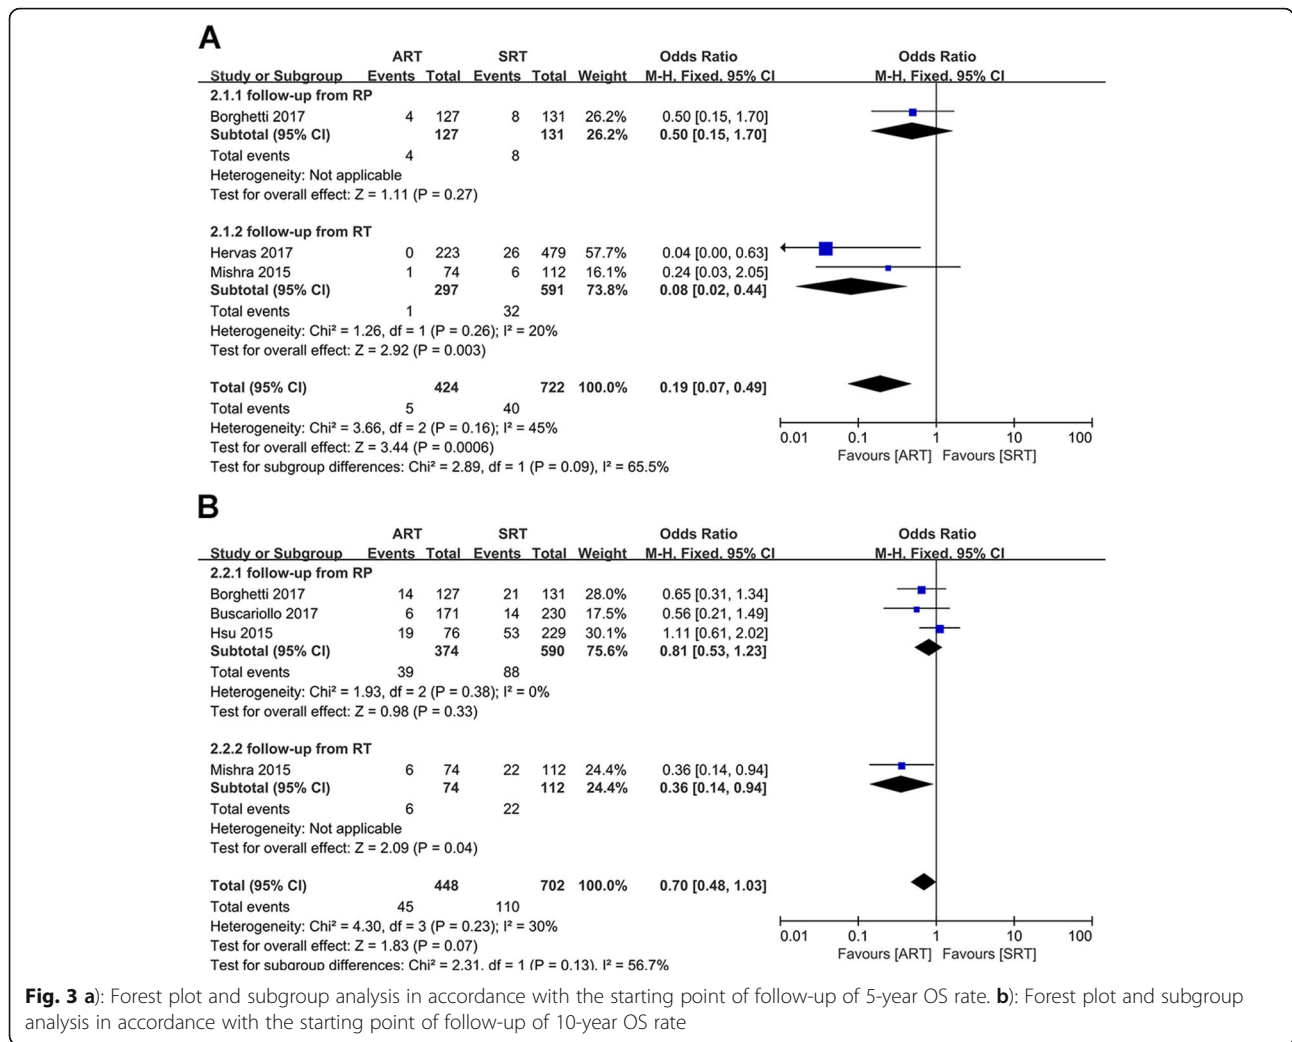 A
ART SRT Odds Ratio Odds Ratio
Study or Subgroup Events Total Events Total Weight M-H, Fixed, 95% CI M-H, Fixed, 95% CI
2.1.1 follow-up from RP
Borghetti 2017 4 127 8 131 26.2% 0.50 [0.15, 1.70]
Subtotal (95% CI) 127 131 26.2% 0.50 [0.15, 1.70]
Total events 4 8
Heterogeneity: Not applicable
Test for overall effect: Z = 1.11 (P = 0.27)
2.1.2 follow-up from RT
Hervas 2017 0 223 26 479 57.7% 0.04 [0.00, 0.63]
Mishra 2015 1 74 6 112 16.1% 0.24 [0.03, 2.05]
Subtotal (95% CI) 297 591 73.8% 0.08 [0.02, 0.44]
Total events 1 32
Heterogeneity: Chi² = 1.26, df = 1 (P = 0.26); I² = 20%
Test for overall effect: Z = 2.92 (P = 0.003)
Total (95% CI) 424 722 100.0% 0.19 [0.07, 0.49]
Total events 5 40
Heterogeneity: Chi² = 3.66, df = 2 (P = 0.16); I² = 45%
Test for overall effect: Z = 3.44 (P = 0.0006)
Test for subgroup differences: Chi² = 2.89, df = 1 (P = 0.09), I² = 65.5%
0.01 0.1 1 10 100
Favours [ART] Favours [SRT]
B
ART SRT Odds Ratio Odds Ratio
Study or Subgroup Events Total Events Total Weight M-H, Fixed, 95% CI M-H, Fixed, 95% CI
2.2.1 follow-up from RP
Borghetti 2017 14 127 21 131 28.0% 0.65 [0.31, 1.34]
Buscariollo 2017 6 171 14 230 17.5% 0.56 [0.21, 1.49]
Hsu 2015 19 76 53 229 30.1% 1.11 [0.61, 2.02]
Subtotal (95% CI) 374 590 75.6% 0.81 [0.53, 1.23]
Total events 39 88
Heterogeneity: Chi² = 1.93, df = 2 (P = 0.38); I² = 0%
Test for overall effect: Z = 0.98 (P = 0.33)
2.2.2 follow-up from RT
Mishra 2015 6 74 22 112 24.4% 0.36 [0.14, 0.94]
Subtotal (95% CI) 74 112 24.4% 0.36 [0.14, 0.94]
Total events 6 22
Heterogeneity: Not applicable
Test for overall effect: Z = 2.09 (P = 0.04)
Total (95% CI) 448 702 100.0% 0.70 [0.48, 1.03]
Total events 45 110
Heterogeneity: Chi² = 4.30, df = 3 (P = 0.23); I² = 30%
Test for overall effect: Z = 1.83 (P = 0.07)
Test for subgroup differences: Chi² = 2.31, df = 1 (P = 0.13), I² = 56.7%
0.01 0.1 1 10 100
Favours [ART] Favours [SRT]
Fig. 3 a): Forest plot and subgroup analysis in accordance with the starting point of follow-up of 5-year OS rate. b): Forest plot and subgroup
analysis in accordance with the starting point of follow-up of 10-year OS rate